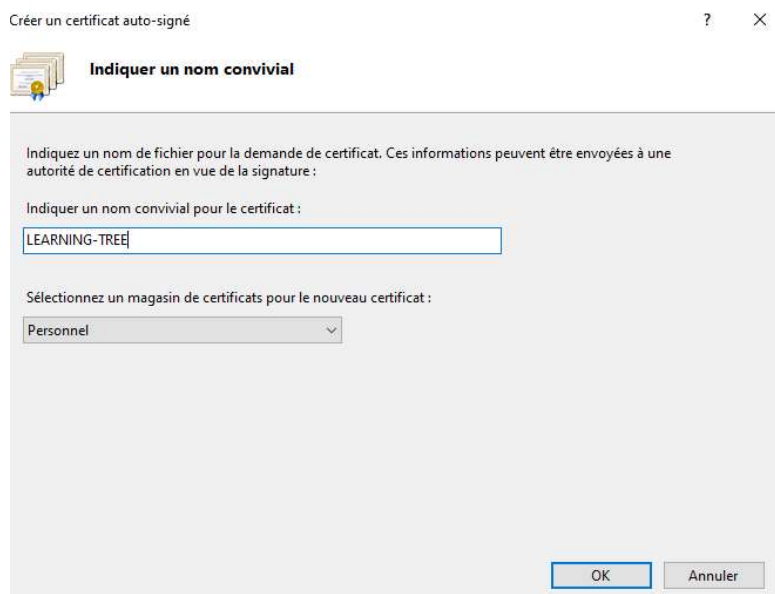 Créer un certificat auto-signé
? ×
Indiquer un nom convivial
Indiquez un nom de fichier pour la demande de certificat. Ces informations peuvent être envoyées à une
autorité de certification en vue de la signature :
Indiquer un nom convivial pour le certificat :
LEARNING-TREE
Sélectionnez un magasin de certificats pour le nouveau certificat :
Personnel
OK Annuler